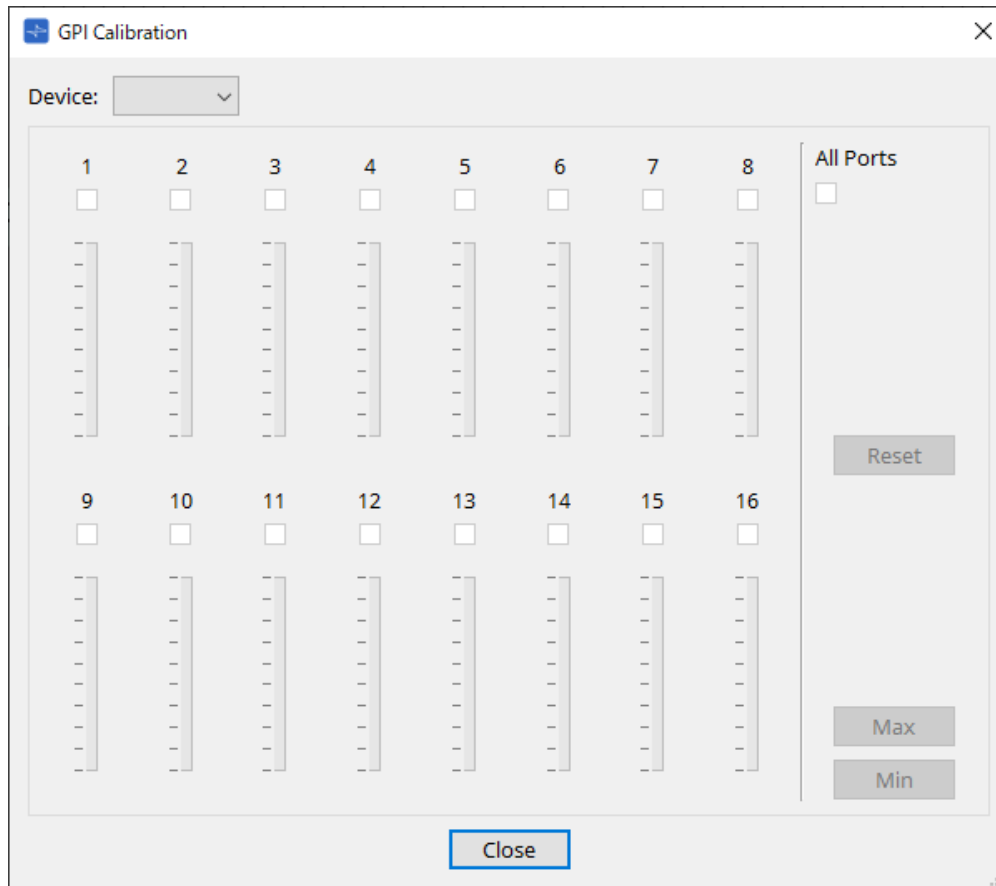 GPI Calibration
Device:
1 2 3 4 5 6 7 8
All Ports
Reset
9 10 11 12 13 14 15 16
Max
Min
Close